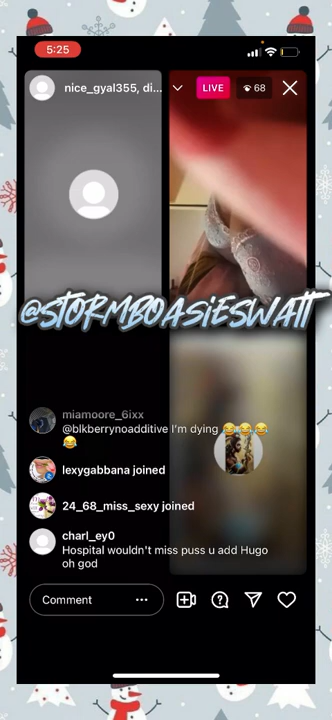 5:25
nice_gyal355, di...
LIVE
68
@STORMBOASIESWATT
miamoore_6ixx
@blkberrynoadditive I'm dying 😂😂😂
😂
lexygabbana joined
24_68_miss_sexy joined
charl_ey0
Hospital wouldn't miss puss u add Hugo
oh god
Comment